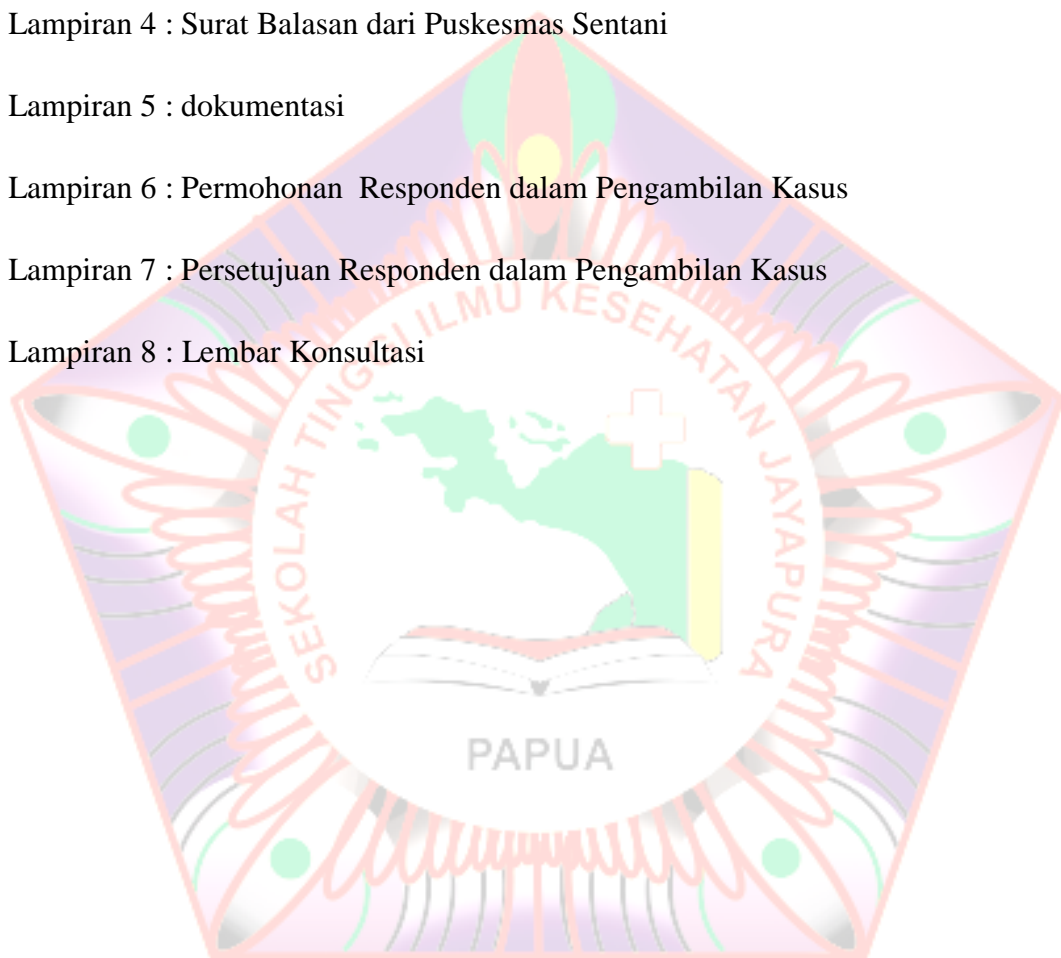 Lampiran 4 : Surat Balasan dari Puskesmas Sentani
Lampiran 5 : dokumentasi
Lampiran 6 : Permohonan  Responden dalam Pengambilan Kasus
Lampiran 7 : Persetujuan Responden dalam Pengambilan Kasus
Lampiran 8 : Lembar Konsultasi
SEKOLAH TINGGI ILMU KESEHATAN JAYAPURA
PAPUA